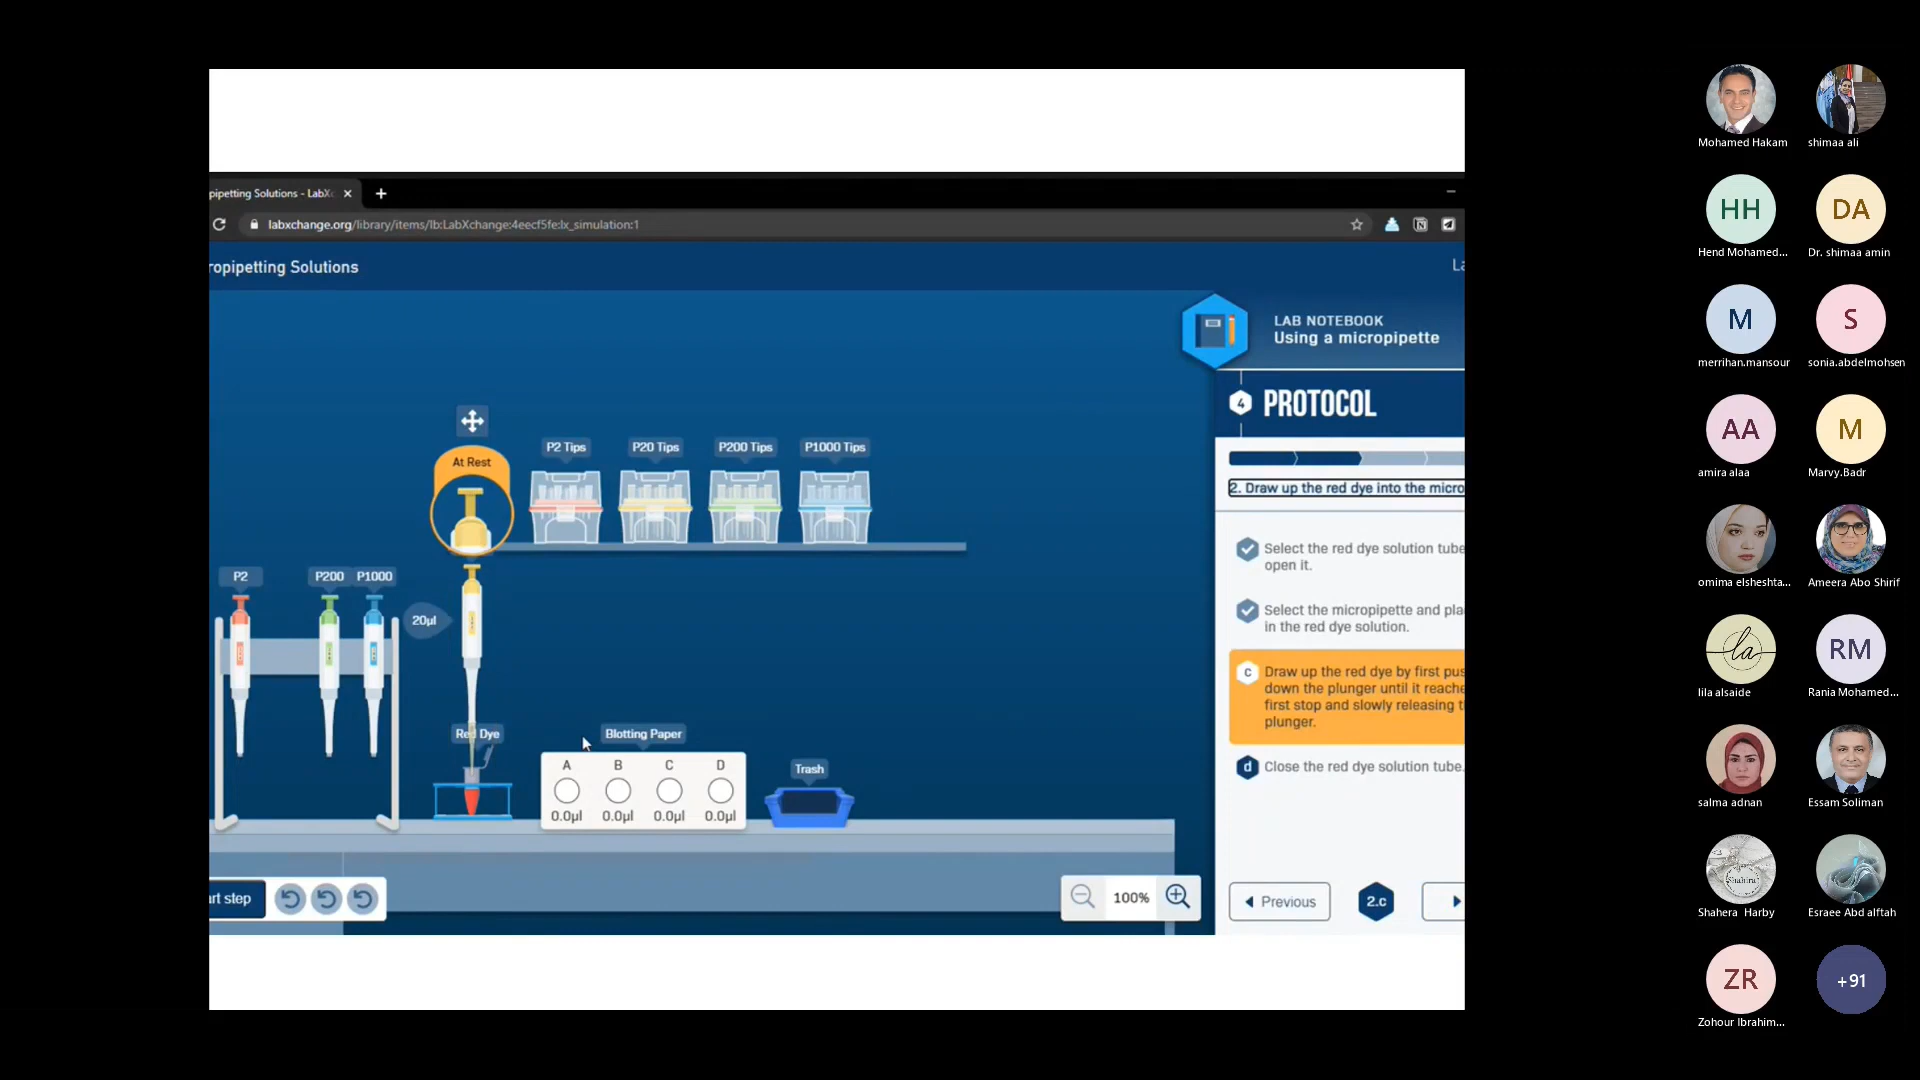 pipetting Solutions - LabX
labxchange.org/library/items/lb:LabXchange:4eecf5fe:lx_simulation:1
ropipetting Solutions
La
LAB NOTEBOOK
Using a micropipette
4 PROTOCOL
2. Draw up the red dye into the micro
Select the red dye solution tube
open it.
Select the micropipette and pla
in the red dye solution.
c Draw up the red dye by first pus
down the plunger until it reache
first stop and slowly releasing t
plunger.
d Close the red dye solution tube.
Previous
2.c
At Rest
P2 Tips
P20 Tips
P200 Tips
P1000 Tips
P2
P200
P1000
20µl
Red Dye
Blotting Paper
A B C D
0.0µl 0.0µl 0.0µl 0.0µl
Trash
rt step
100%
Mohamed Hakam
shimaa ali
HH
Hend Mohamed...
DA
Dr. shimaa amin
M
merrihan.mansour
S
sonia.abdelmohsen
AA
amira alaa
M
Marvy.Badr
omima elsheshta...
Ameera Abo Shirif
la
lila alsaide
RM
Rania Mohamed...
salma adnan
Essam Soliman
Shahira
Shahera Harby
Esraee Abd alftah
ZR
Zohour Ibrahim...
+91